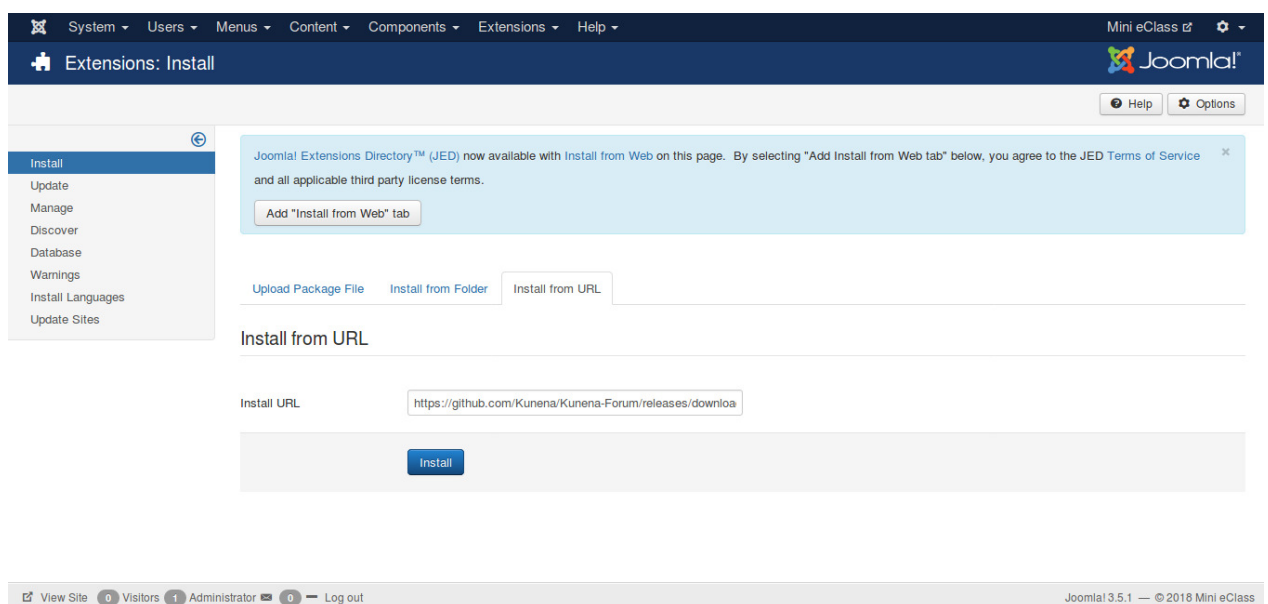 System Users Menus Content Components Extensions Help Mini eClass
Extensions: Install Joomla!®
Help Options
Install
Update
Manage
Discover
Database
Warnings
Install Languages
Update Sites
Joomla! Extensions Directory™ (JED) now available with Install from Web on this page. By selecting "Add Install from Web tab" below, you agree to the JED Terms of Service ×
and all applicable third party license terms.
Add "Install from Web" tab
Upload Package File Install from Folder Install from URL
Install from URL
Install URL https://github.com/Kunena/Kunena-Forum/releases/downloa
Install
View Site 0 Visitors 1 Administrator 0 Log out Joomla! 3.5.1 — © 2018 Mini eClass